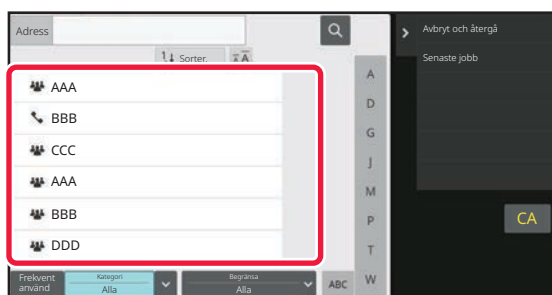 Adress
Avbryt och återgå
Sorter.
Senaste jobb
AAA
BBB
CCC
AAA
BBB
DDD
A
D
G
J
M
P
T
W
CA
Frekvent
använd
Kategori
Alla
Begränsa
Alla
ABC